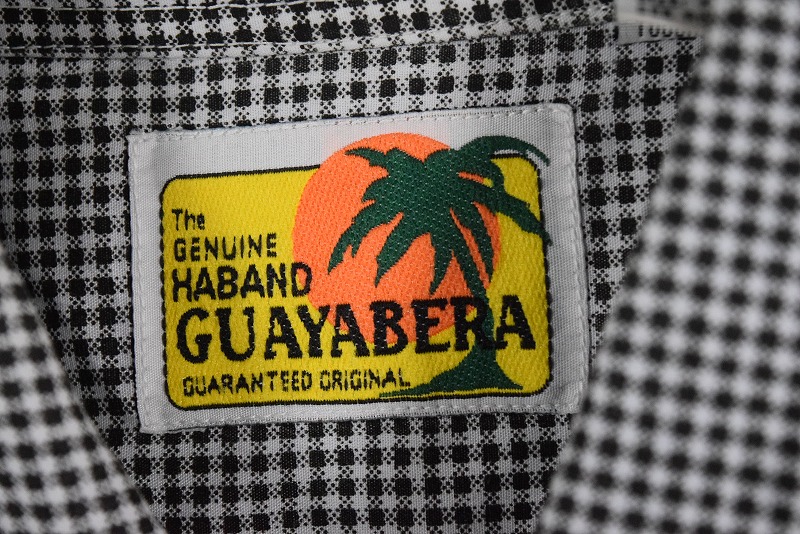 The
GENUINE
HABAND
GUAYABERA
GUARANTEED ORIGINAL